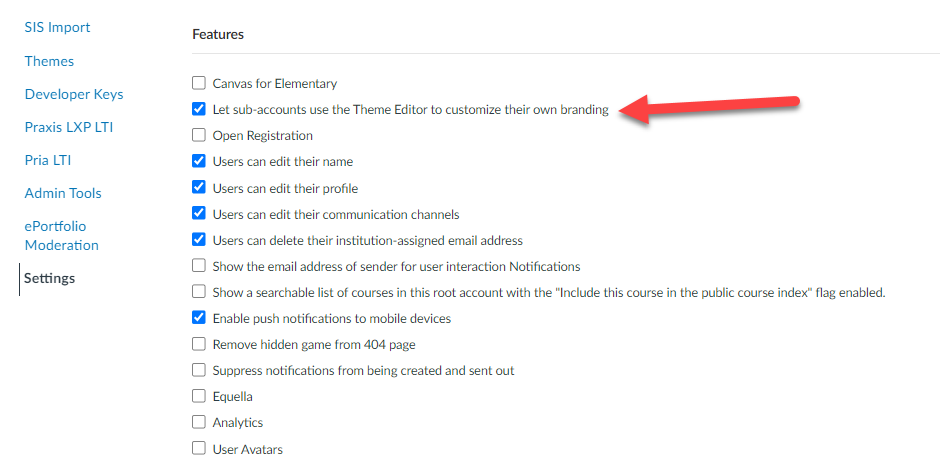 SIS Import
Themes
Developer Keys
Praxis LXP LTI
Pria LTI
Admin Tools
ePortfolio
Moderation
Settings
Features
Canvas for Elementary
Let sub-accounts use the Theme Editor to customize their own branding
Open Registration
Users can edit their name
Users can edit their profile
Users can edit their communication channels
Users can delete their institution-assigned email address
Show the email address of sender for user interaction Notifications
Show a searchable list of courses in this root account with the "Include this course in the public course index" flag enabled.
Enable push notifications to mobile devices
Remove hidden game from 404 page
Suppress notifications from being created and sent out
Equella
Analytics
User Avatars